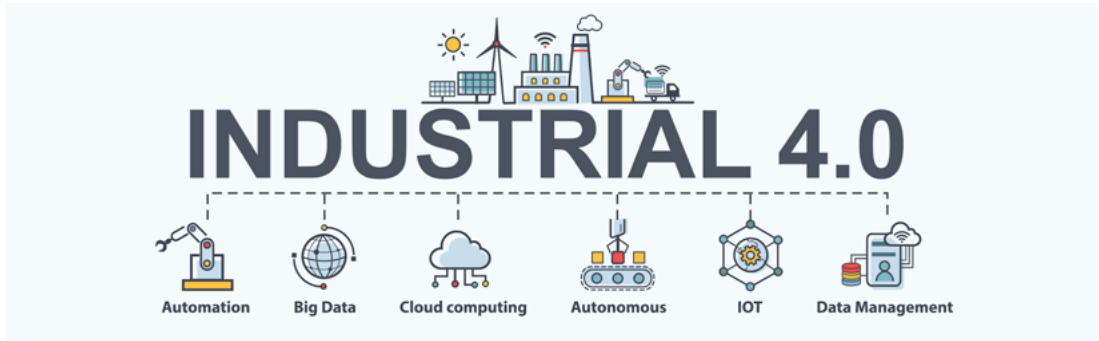 INDUSTRIAL 4.0
Automation
Big Data
Cloud computing
Autonomous
IOT
Data Management